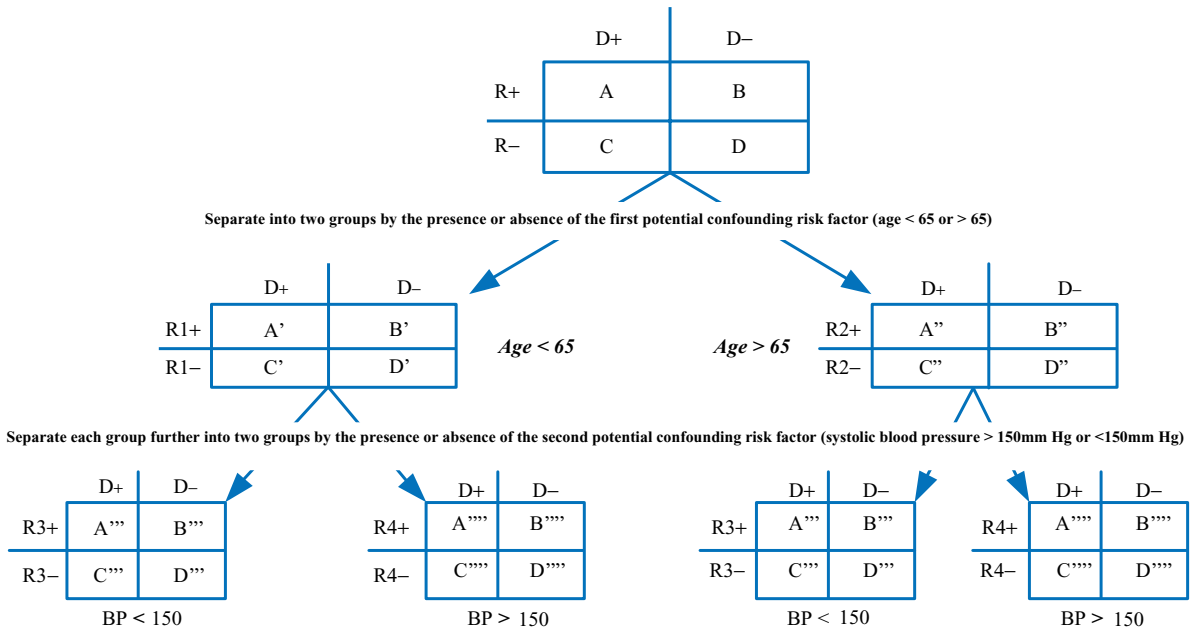 D+ D−
R+ A B
R− C D
Separate into two groups by the presence or absence of the first potential confounding risk factor (age < 65 or > 65)
D+ D− D+ D−
R1+ A’ B’ Age < 65 Age > 65 R2+ A” B”
R1− C’ D’ R2− C” D”
Separate each group further into two groups by the presence or absence of the second potential confounding risk factor (systolic blood pressure > 150mm Hg or <150mm Hg)
D+ D− D+ D− D+ D− D+ D−
R3+ A”’ B”’ R4+ A”” B”” R3+ A”’ B”’ R4+ A”” B””
R3− C”’ D”’ R4− C”” D”” R3− C”’ D”’ R4− C”” D””
BP < 150 BP > 150 BP < 150 BP > 150